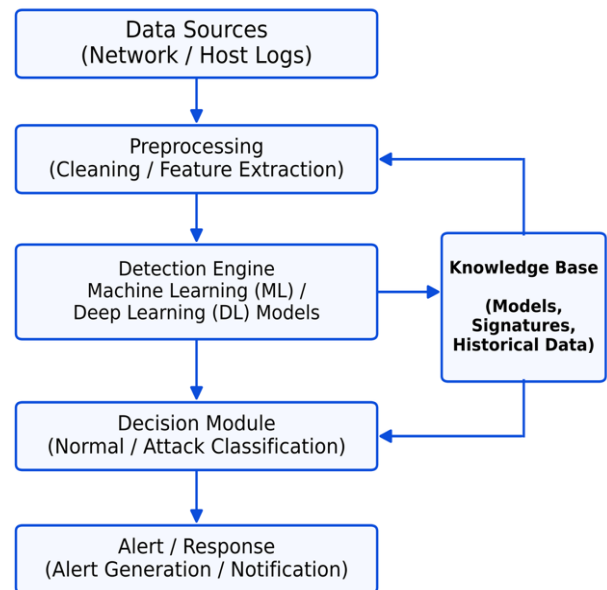 Data Sources
(Network / Host Logs)
Preprocessing
(Cleaning / Feature Extraction)
Detection Engine
Machine Learning (ML) /
Deep Learning (DL) Models
Knowledge Base
(Models,
Signatures,
Historical Data)
Decision Module
(Normal / Attack Classification)
Alert / Response
(Alert Generation / Notification)